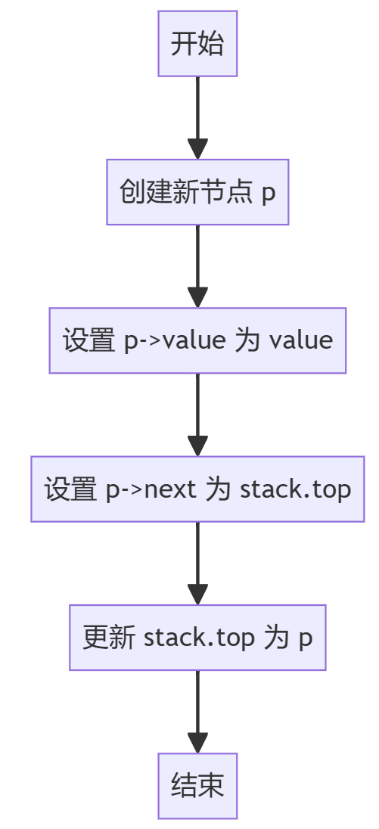 开始
创建新节点 p
设置 p->value 为 value
设置 p->next 为 stack.top
更新 stack.top 为 p
结束